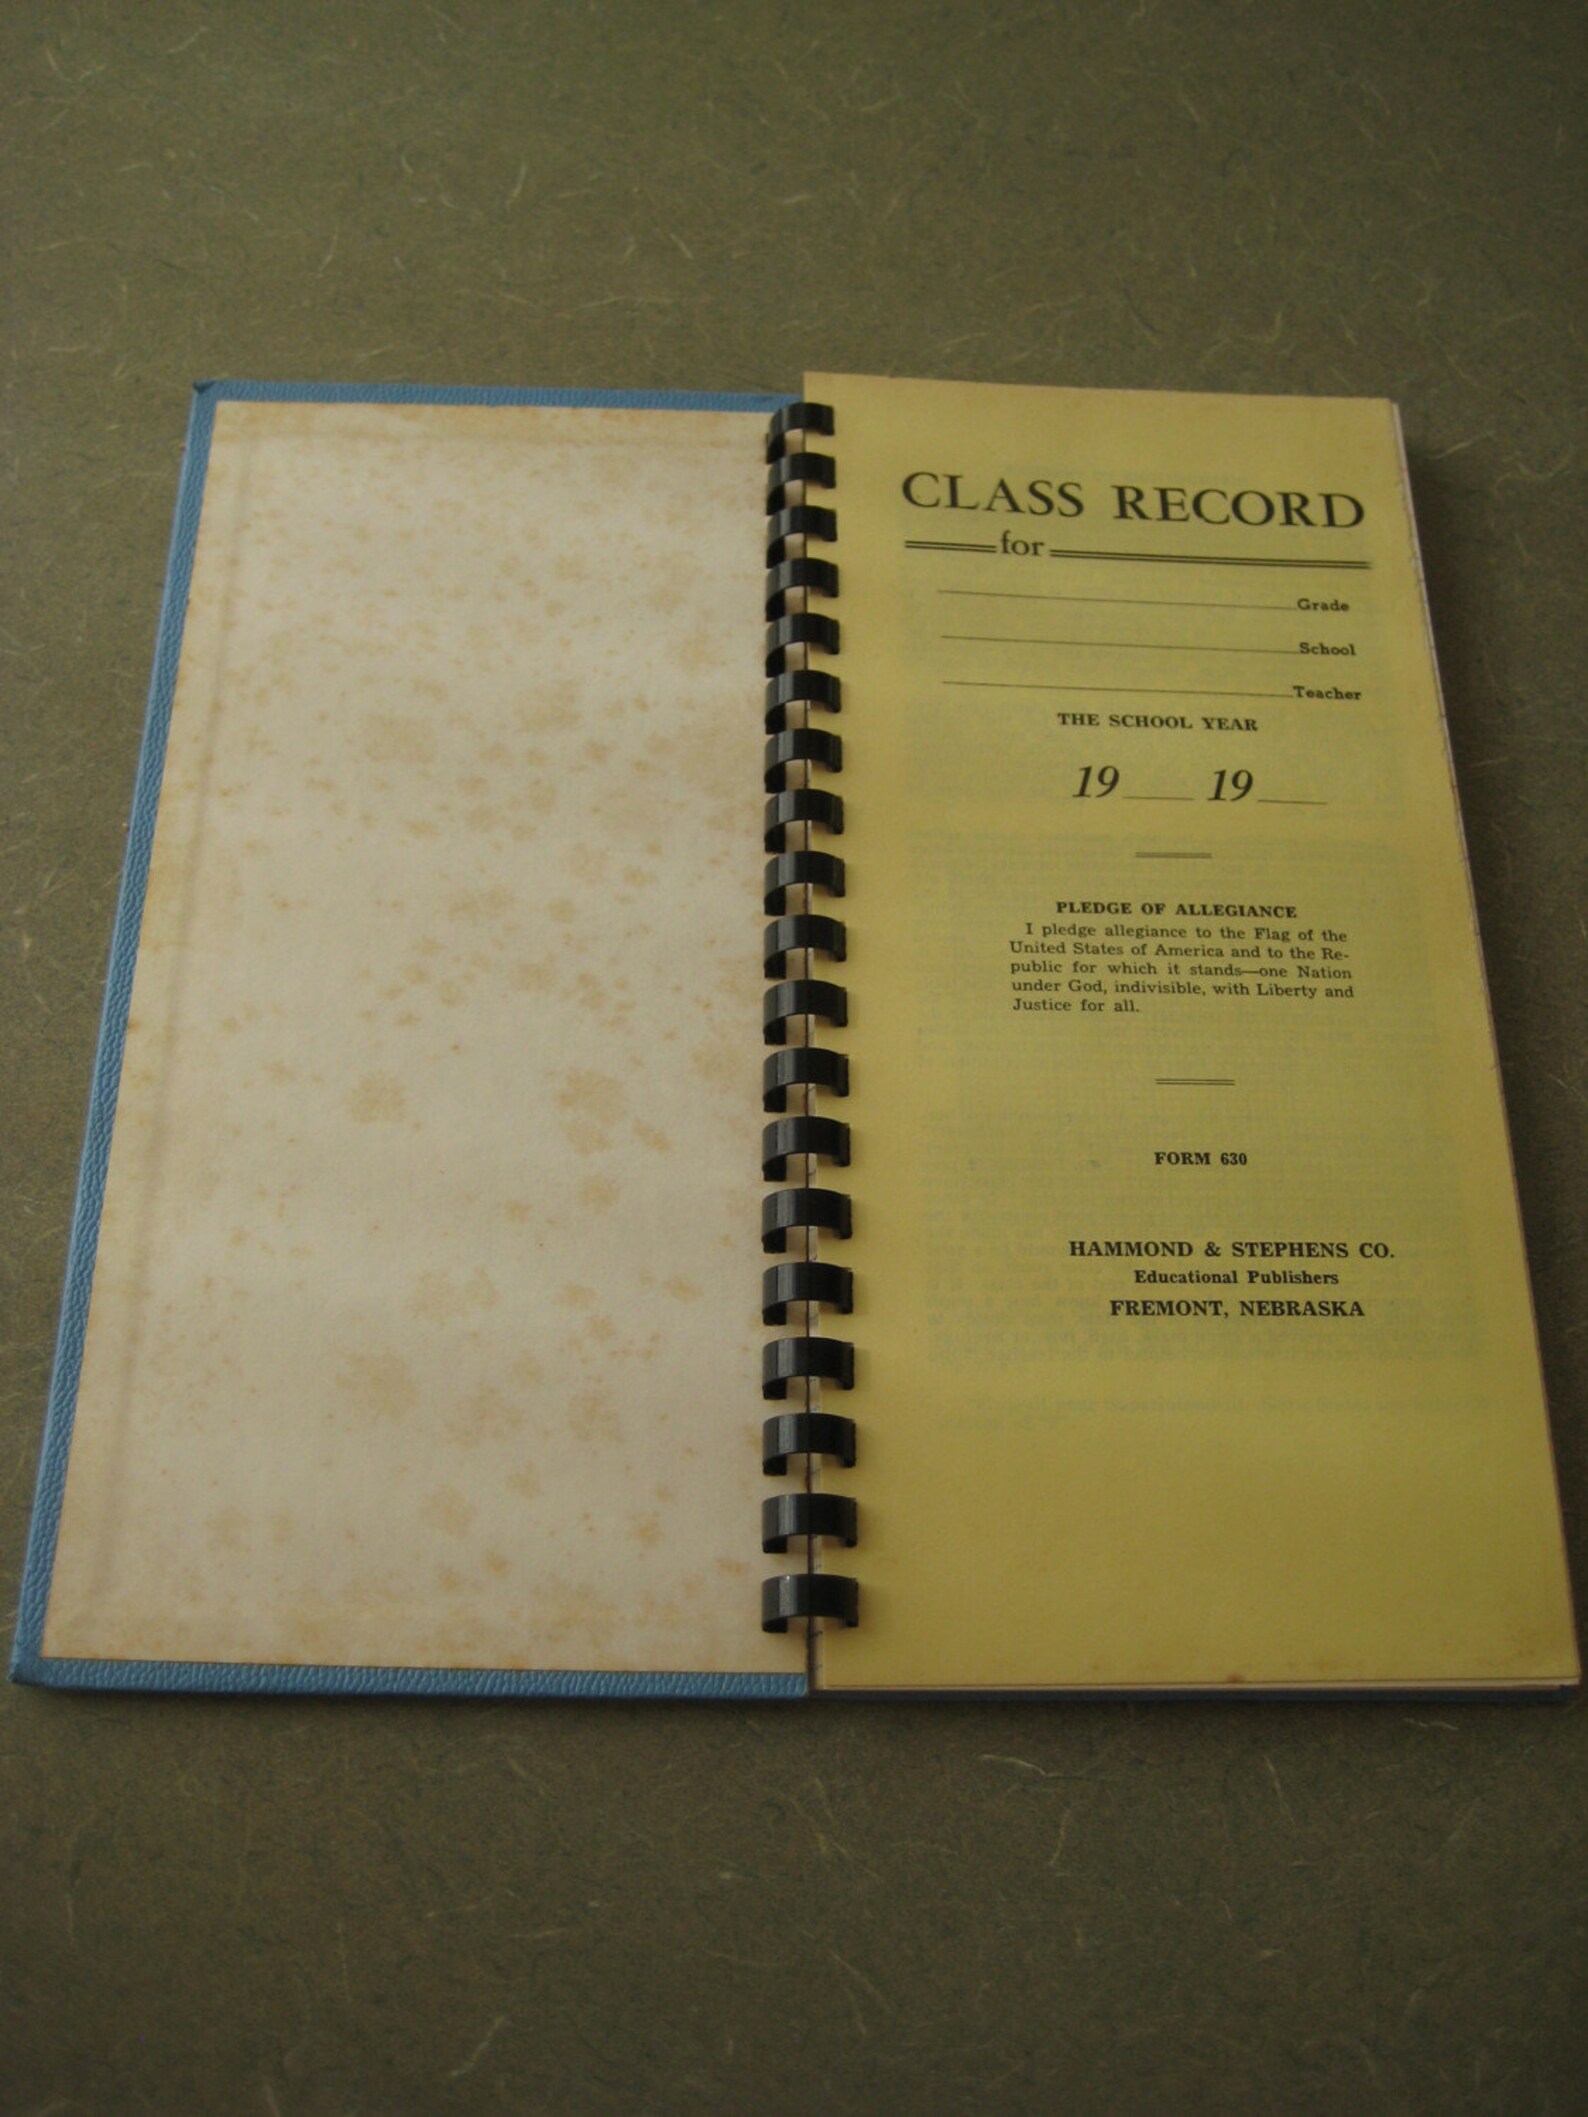 CLASS RECORD
for
Grade
School
Teacher
THE SCHOOL YEAR
19 19
PLEDGE OF ALLEGIANCE
I pledge allegiance to the Flag of the
United States of America and to the Re-
public for which it stands—one Nation
under God, indivisible, with Liberty and
Justice for all.
FORM 630
HAMMOND & STEPHENS CO.
Educational Publishers
FREMONT, NEBRASKA